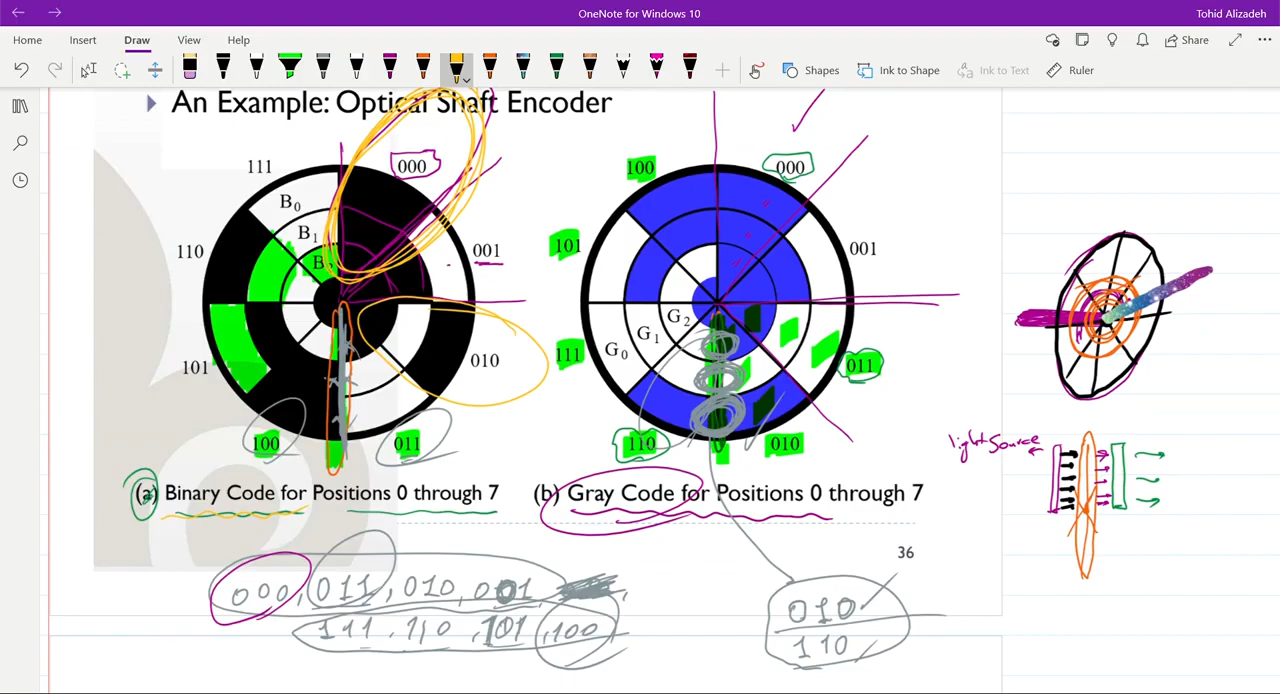 OneNote for Windows 10
Tohid Alizadeh
Home Insert Draw View Help
Share
Shapes
Ink to Shape
Ink to Text
Ruler
An Example: Optical Shaft Encoder
111
000
B0
B1
B
110
001
101
010
100
011
100
000
101
001
G2
G1
G0
111
011
110
010
light Source
(a) Binary Code for Positions 0 through 7
(b) Gray Code for Positions 0 through 7
36
000, 011, 010, 001,
111, 110, 101, 100
010
110